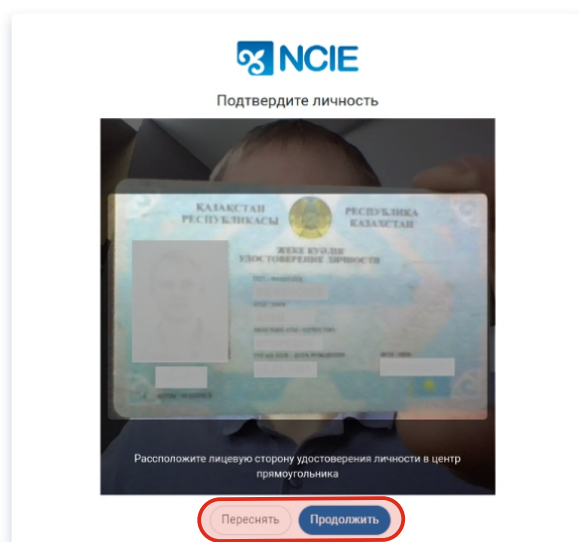 NCIE
Подтвердите личность
ҚАЗАҚСТАН
РЕСПУБЛИКАСЫ
РЕСПУБЛИКА
КАЗАХСТАН
ЖЕКЕ КУӘЛІК
УДОСТОВЕРЕНИЕ ЛИЧНОСТИ
Рассположите лицевую сторону удостоверения личности в центр
прямоугольника
Переснять
Продолжить